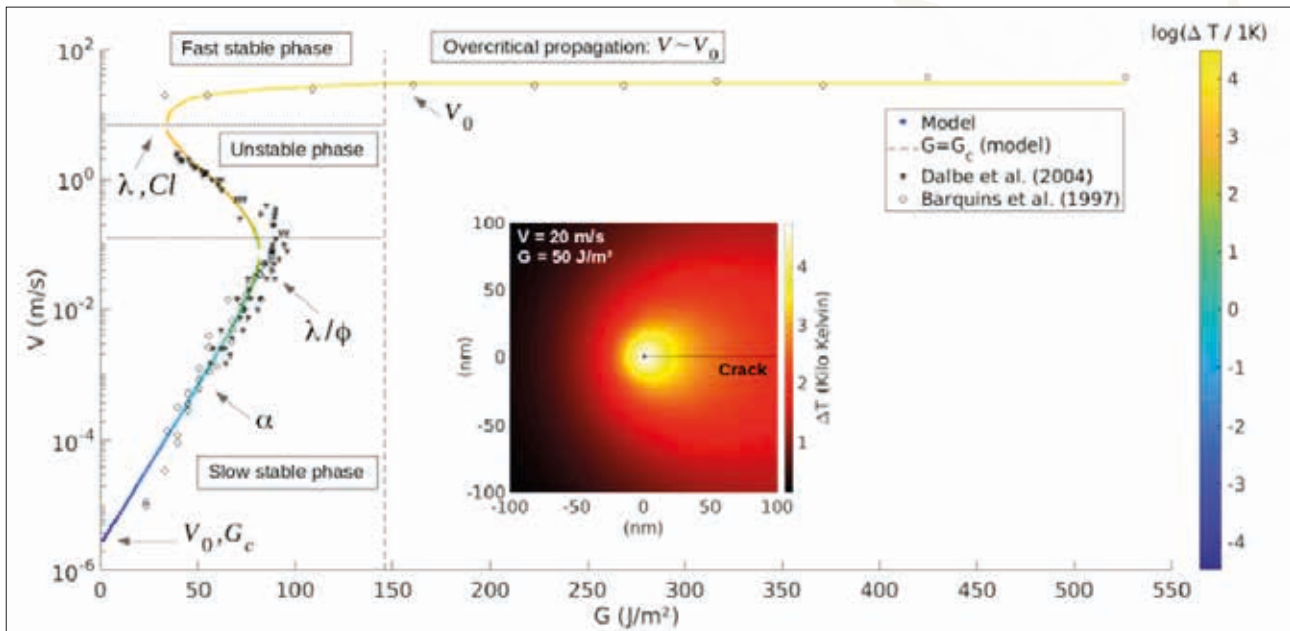 Fast stable phase
Overcritical propagation: V~V₀
log(Δ T / 1K)
10²
10⁰
10⁻²
10⁻⁴
10⁻⁶
V (m/s)
V₀
Unstable phase
λ, Cl
λ/ϕ
α
Slow stable phase
V₀, G_c
Model
G=G_c (model)
Dalbe et al. (2004)
Barquins et al. (1997)
V = 20 m/s
G = 50 J/m³
100
50
0
-50
-100
(nm)
Crack
-100 -50 0 50 100
(nm)
4
3
2
1
ΔT (Kilo Kelvin)
4
3
2
1
0
-1
-2
-3
-4
0 50 100 150 200 250 300 350 400 450 500 550
G (J/m²)